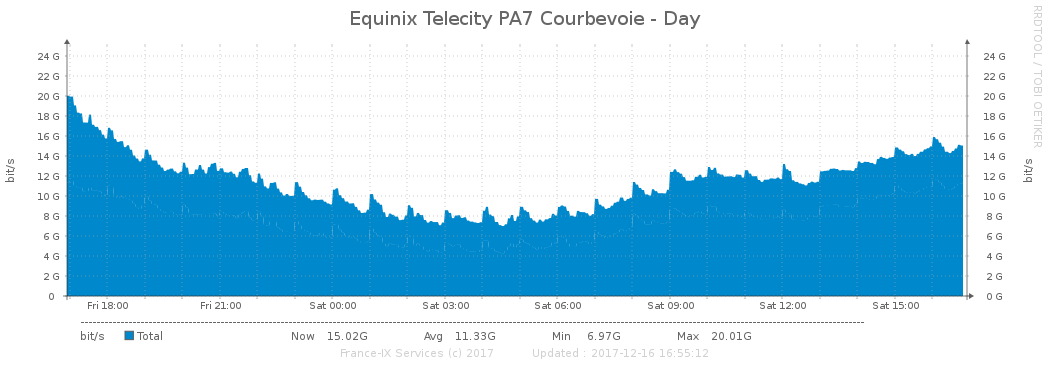 Equinix Telecity PA7 Courbevoie - Day
RRDTOOL / TOBI OETIKER
bit/s
24 G 24 G
22 G 22 G
20 G 20 G
18 G 18 G
16 G 16 G
14 G 14 G
12 G 12 G
10 G 10 G
8 G 8 G
6 G 6 G
4 G 4 G
2 G 2 G
0 0 G
bit/s
Fri 18:00 Fri 21:00 Sat 00:00 Sat 03:00 Sat 06:00 Sat 09:00 Sat 12:00 Sat 15:00
bit/s Total Now 15.02G Avg 11.33G Min 6.97G Max 20.01G
France-IX Services (c) 2017 Updated : 2017-12-16 16:55:12